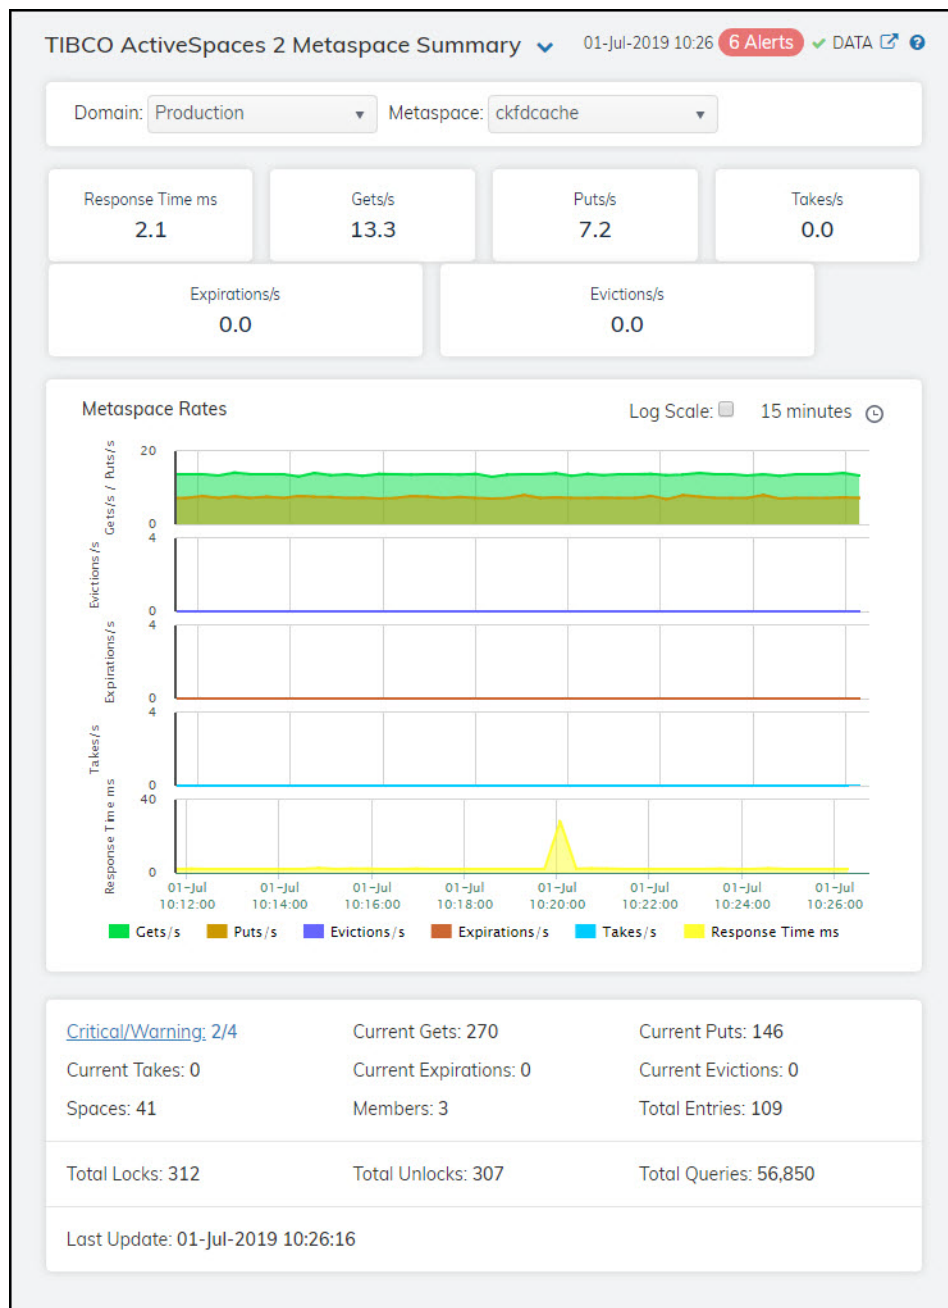 TIBCO ActiveSpaces 2 Metaspace Summary 01-Jul-2019 10:26 6 Alerts DATA
Domain: Production Metaspace: ckfdcache
Response Time ms Gets/s Puts/s Takes/s
2.1 13.3 7.2 0.0
Expirations/s Evictions/s
0.0 0.0
Metaspace Rates Log Scale: 15 minutes
Gets/s / Puts/s
20
0
Evictions/s
4
0
Expirations/s
4
0
Takes/s
4
0
Response Time ms
40
0
01-Jul 01-Jul 01-Jul 01-Jul 01-Jul 01-Jul 01-Jul 01-Jul
10:12:00 10:14:00 10:16:00 10:18:00 10:20:00 10:22:00 10:24:00 10:26:00
Gets/s Puts/s Evictions/s Expirations/s Takes/s Response Time ms
Critical/Warning: 2/4 Current Gets: 270 Current Puts: 146
Current Takes: 0 Current Expirations: 0 Current Evictions: 0
Spaces: 41 Members: 3 Total Entries: 109
Total Locks: 312 Total Unlocks: 307 Total Queries: 56,850
Last Update: 01-Jul-2019 10:26:16